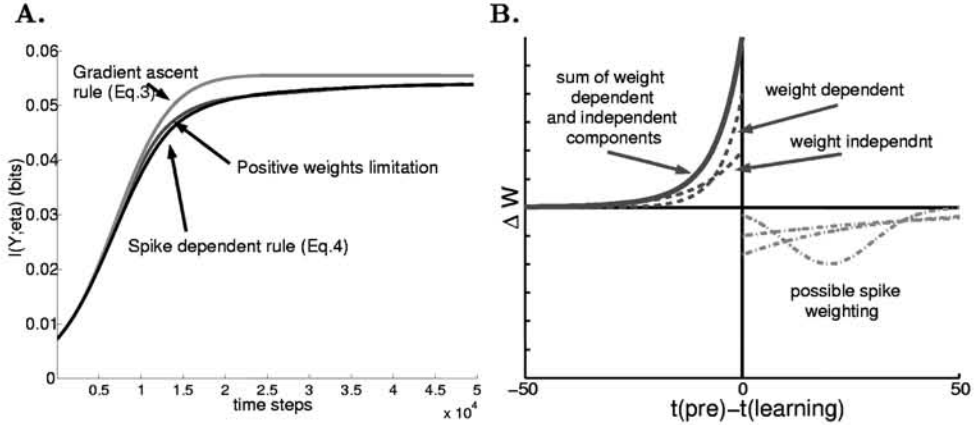 A.
0.06
0.05
0.04
0.03
0.02
0.01
0
I(Y;eta) (bits)
Gradient ascent
rule (Eq.3)
Positive weights limitation
Spike dependent rule (Eq.4)
0.5 1 1.5 2 2.5 3 3.5 4 4.5 5
time steps
x 10^4
B.
Δ W
sum of weight
dependent
and independent
components
weight dependent
weight independnt
possible spike
weighting
−50 0 50
t(pre)−t(learning)